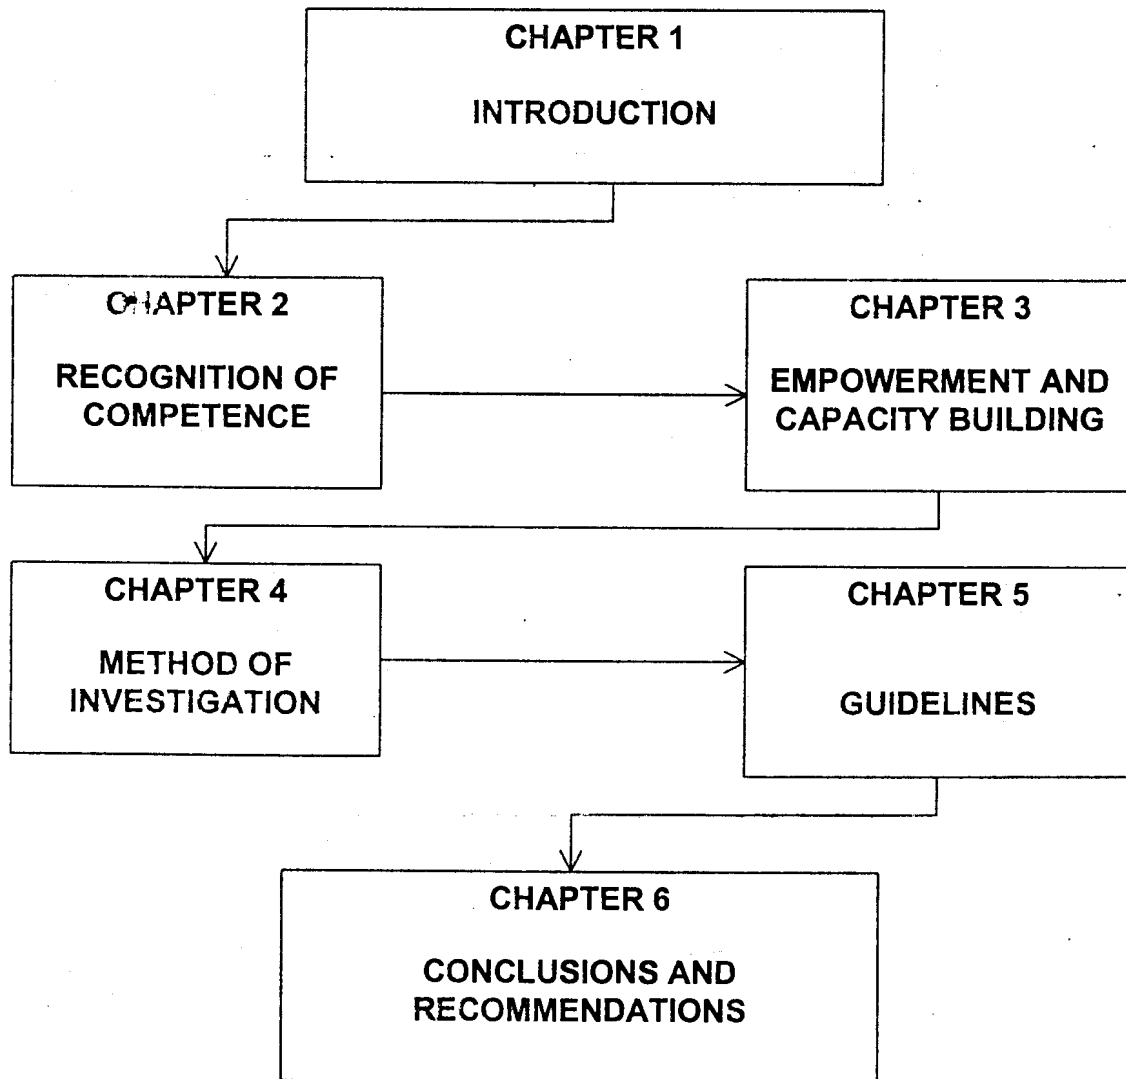 CHAPTER 1
INTRODUCTION
CHAPTER 2
RECOGNITION OF
COMPETENCE
CHAPTER 3
EMPOWERMENT AND
CAPACITY BUILDING
CHAPTER 4
METHOD OF
INVESTIGATION
CHAPTER 5
GUIDELINES
CHAPTER 6
CONCLUSIONS AND
RECOMMENDATIONS